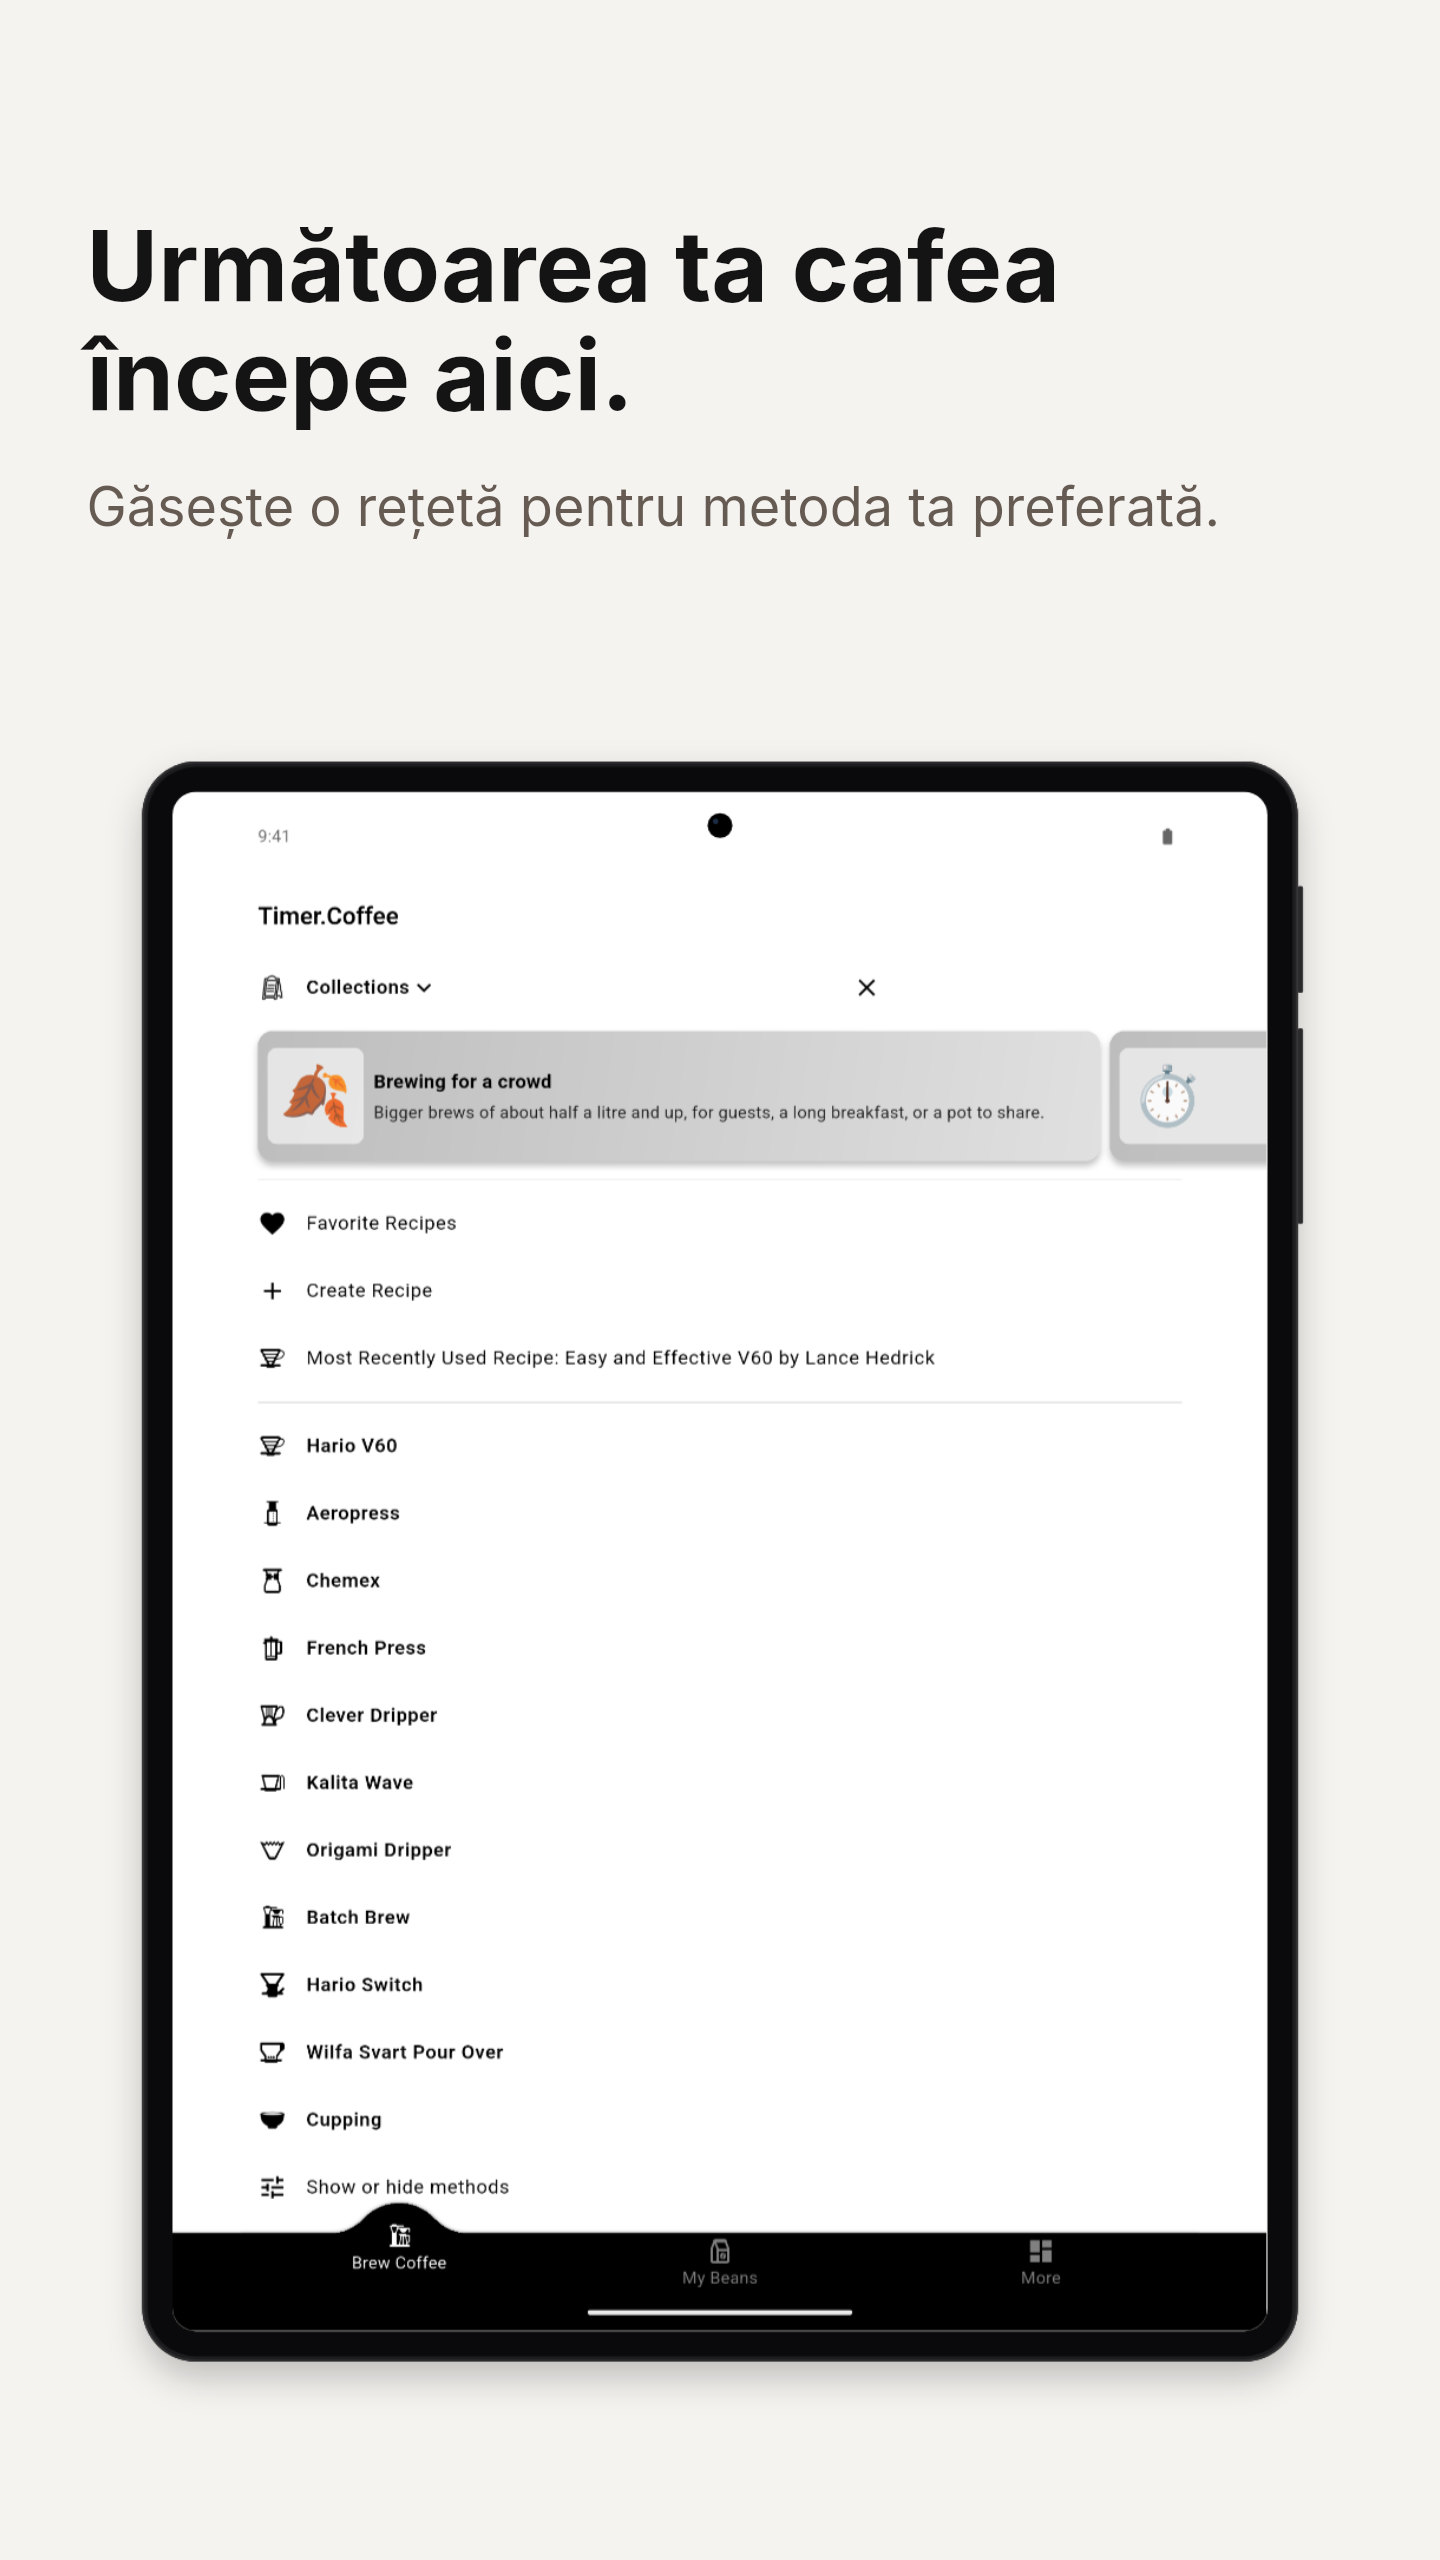 Următoarea ta cafea
începe aici.
Găsește o rețetă pentru metoda ta preferată.
9:41
Timer.Coffee
Collections
Brewing for a crowd
Bigger brews of about half a litre and up, for guests, a long breakfast, or a pot to share.
Favorite Recipes
Create Recipe
Most Recently Used Recipe: Easy and Effective V60 by Lance Hedrick
Hario V60
Aeropress
Chemex
French Press
Clever Dripper
Kalita Wave
Origami Dripper
Batch Brew
Hario Switch
Wilfa Svart Pour Over
Cupping
Show or hide methods
Brew Coffee
My Beans
More